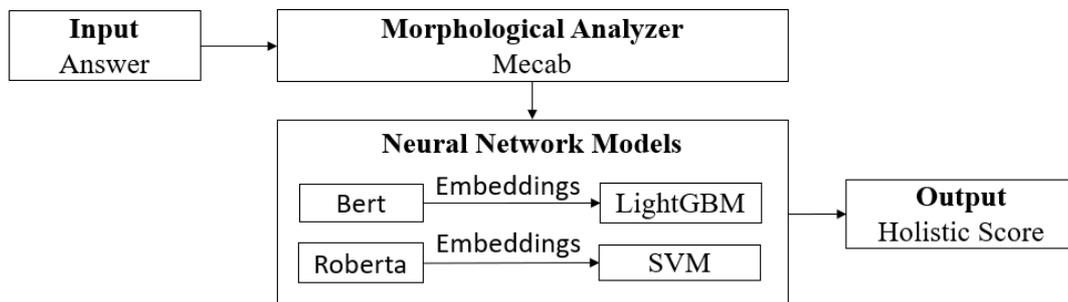 Input
Answer
Morphological Analyzer
Mecab
Neural Network Models
Bert
Embeddings
LightGBM
Roberta
Embeddings
SVM
Output
Holistic Score